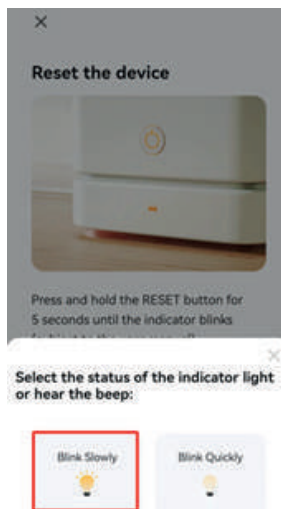 Reset the device
Press and hold the RESET button for
5 seconds until the indicator blinks
Select the status of the indicator light
or hear the beep:
Blink Slowly
Blink Quickly